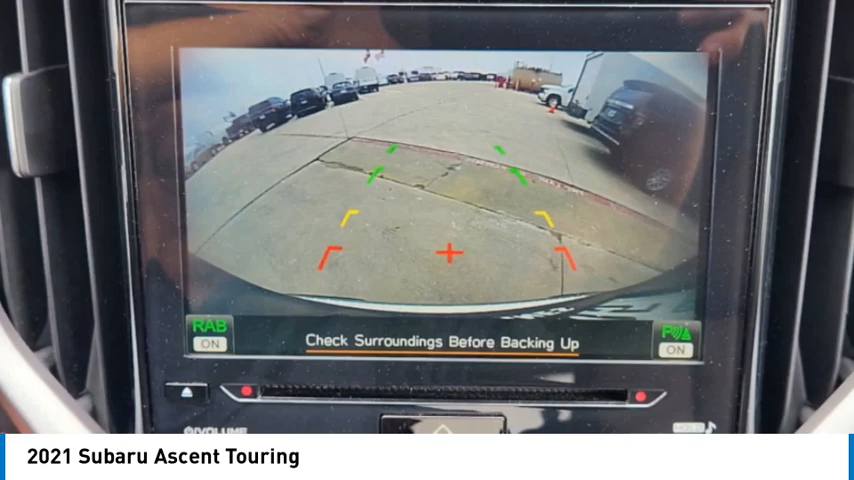 RAB
ON
Check Surroundings Before Backing Up
ON
VOLUME
2021 Subaru Ascent Touring